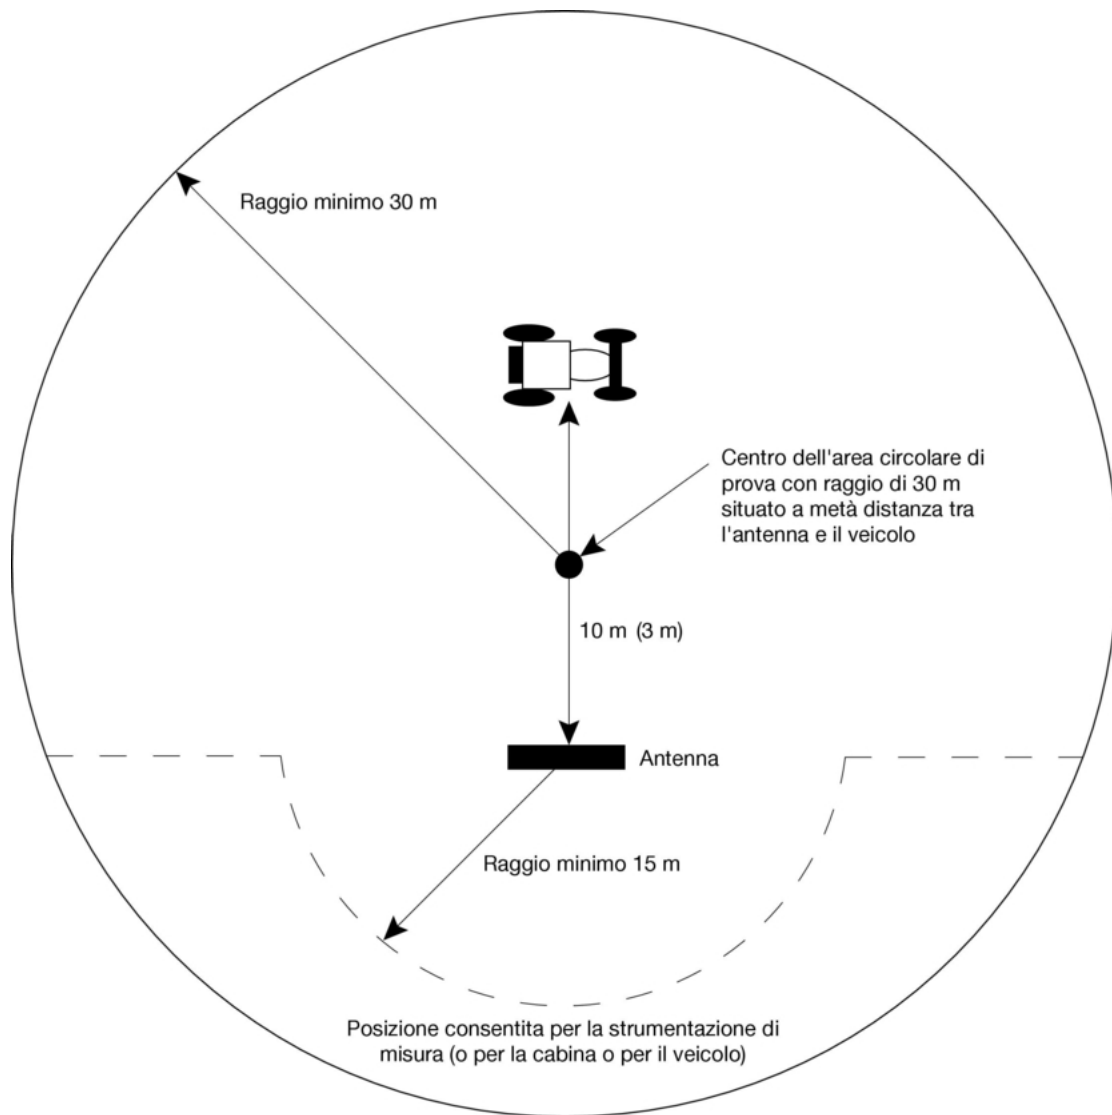 Raggio minimo 30 m
Centro dell'area circolare di
prova con raggio di 30 m
situato a metà distanza tra
l'antenna e il veicolo
10 m (3 m)
Antenna
Raggio minimo 15 m
Posizione consentita per la strumentazione di
misura (o per la cabina o per il veicolo)